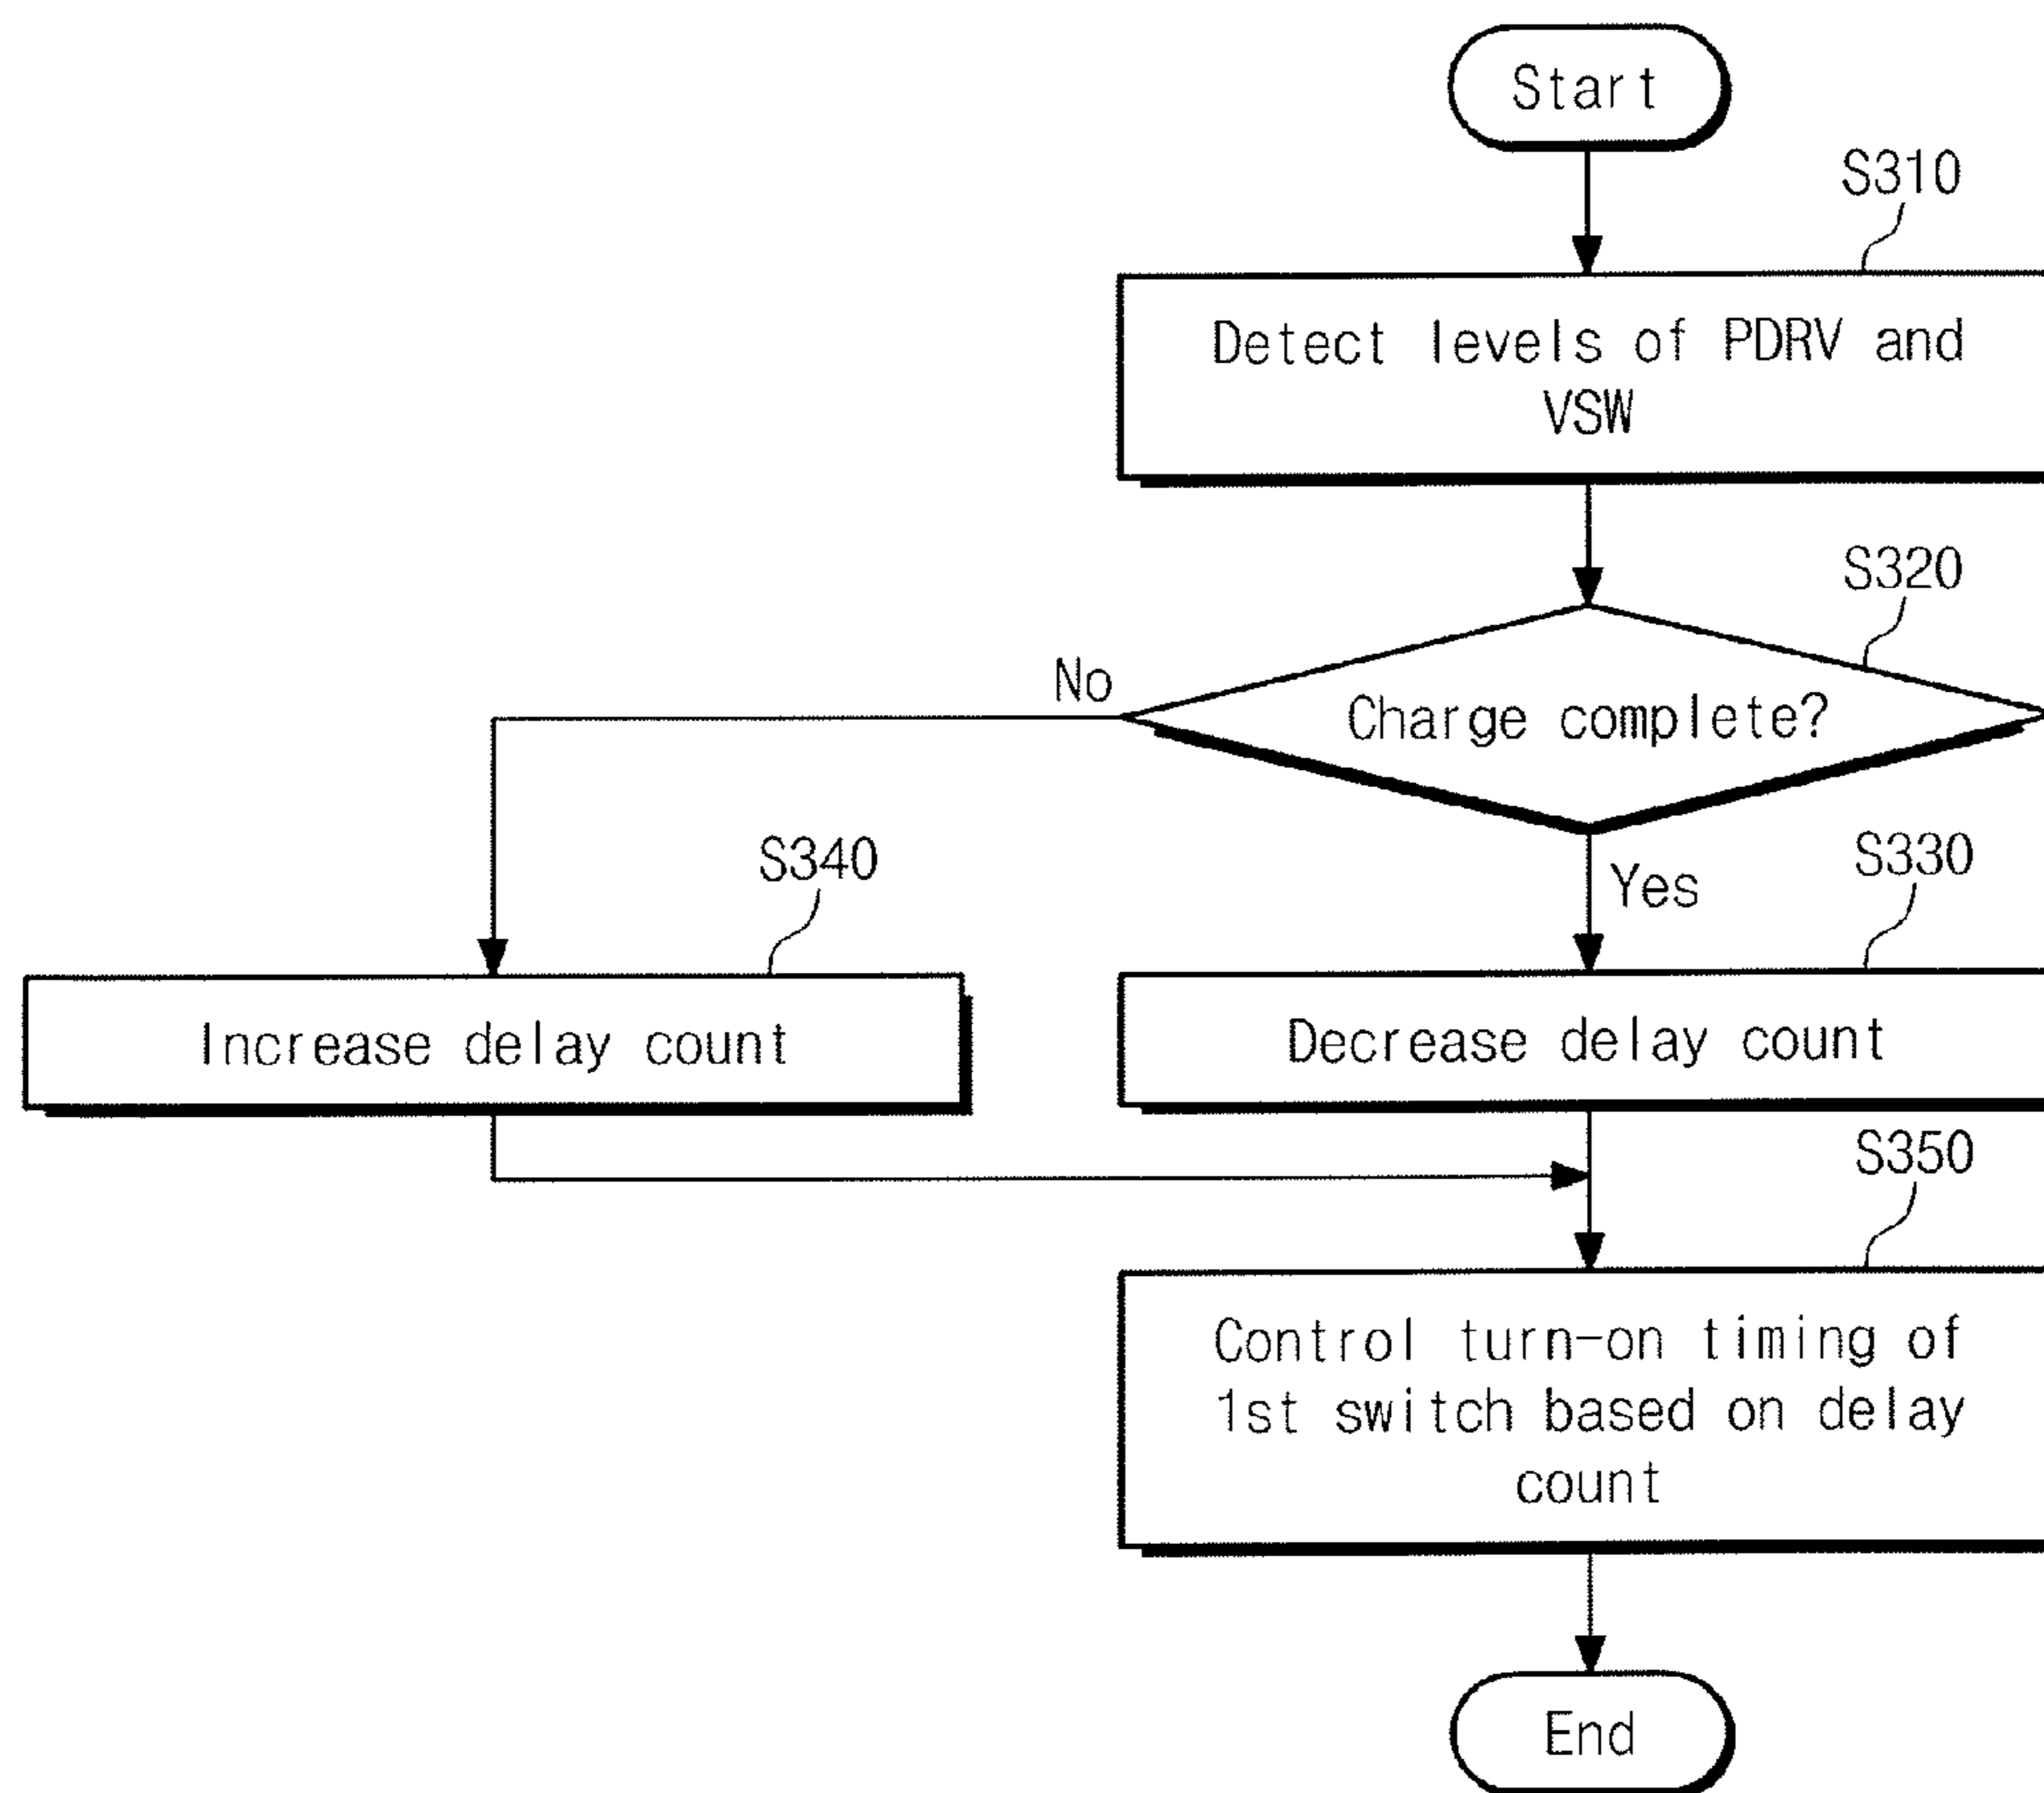 Start
S310
Detect levels of PDRV and
VSW
S320
No
Charge complete?
S340
Yes
S330
Increase delay count
Decrease delay count
S350
Control turn-on timing of
1st switch based on delay
count
End